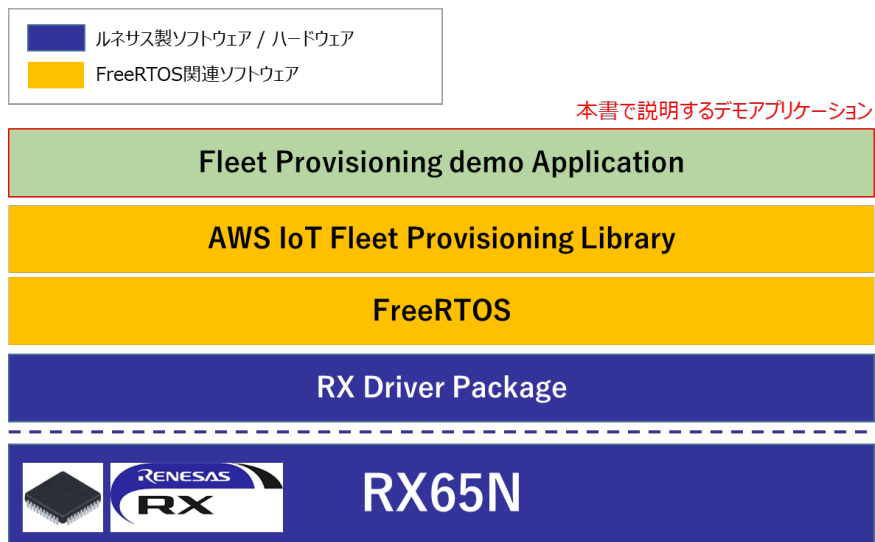 ルネサス製ソフトウェア / ハードウェア
FreeRTOS関連ソフトウェア
本書で説明するデモアプリケーション
Fleet Provisioning demo Application
AWS IoT Fleet Provisioning Library
FreeRTOS
RX Driver Package
RENESAS
RX
RX65N